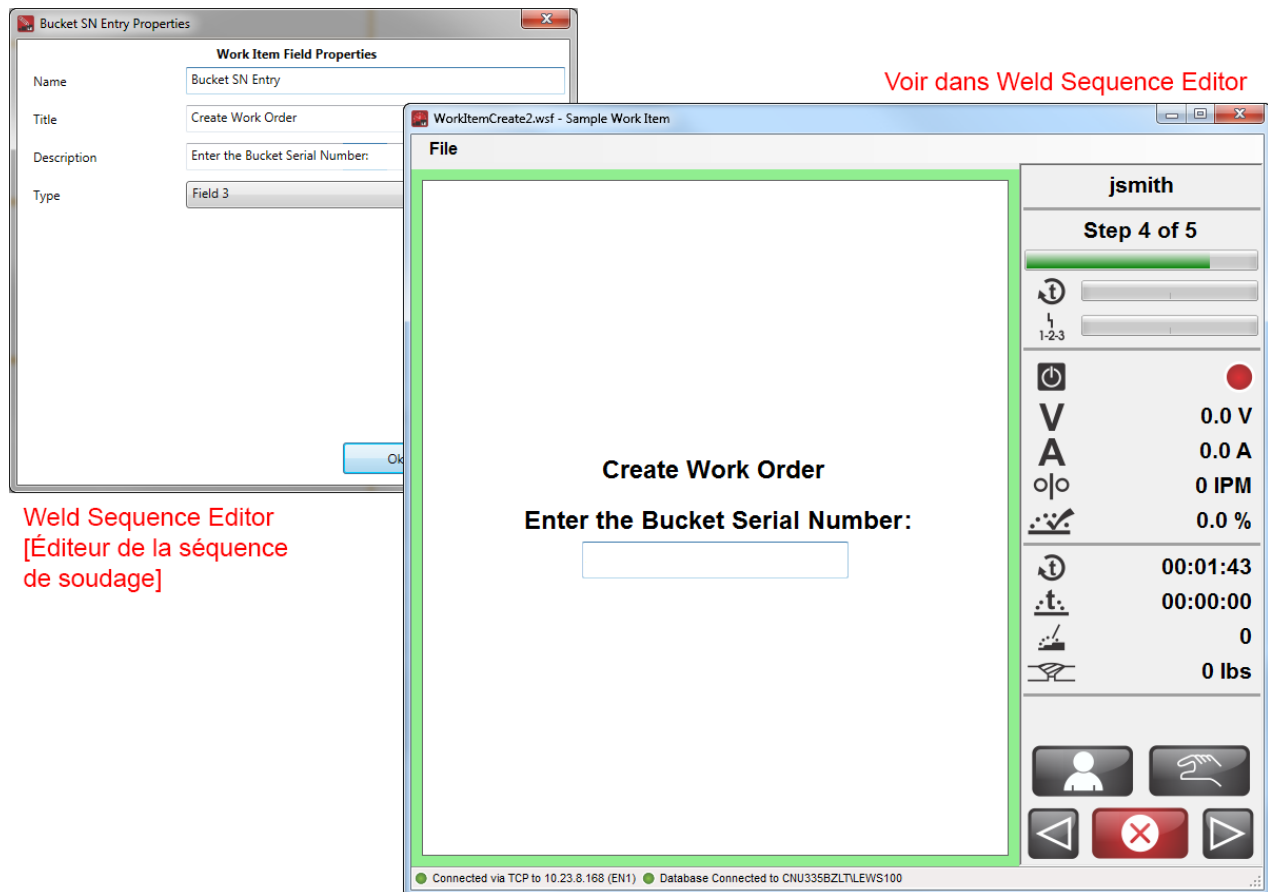 Bucket SN Entry Properties
Work Item Field Properties
Name
Bucket SN Entry
Title
Create Work Order
Description
Enter the Bucket Serial Number:
Type
Field 3
Ok
Weld Sequence Editor
[Éditeur de la séquence
de soudage]
Voir dans Weld Sequence Editor
WorkItemCreate2.wsf - Sample Work Item
File
Create Work Order
Enter the Bucket Serial Number:
jsmith
Step 4 of 5
t
1-2-3
V 0.0 V
A 0.0 A
0 IPM
0.0 %
t 00:01:43
.t. 00:00:00
0
0 lbs
Connected via TCP to 10.23.8.168 (EN1) Database Connected to CNU335BZLT\LEWS100